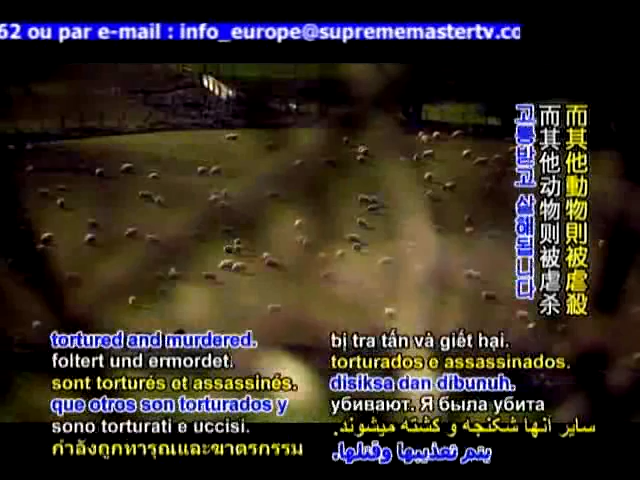 62 ou par e-mail : info_europe@suprememastertv.co
而其他動物則被虐殺
而其他动物则被虐杀
고통받고 살해됩니다
tortured and murdered.
foltert und ermordet.
sont torturés et assassinés.
que otros son torturados y
sono torturati e uccisi.
กำลังถูกทารุณและฆาตรกรรม
bị tra tấn và giết hại.
torturados e assassinados.
disiksa dan dibunuh.
убивают. Я была убита
سایر آنها شکنجه و کشته میشوند.
يتم تعذيبها وقتلها.